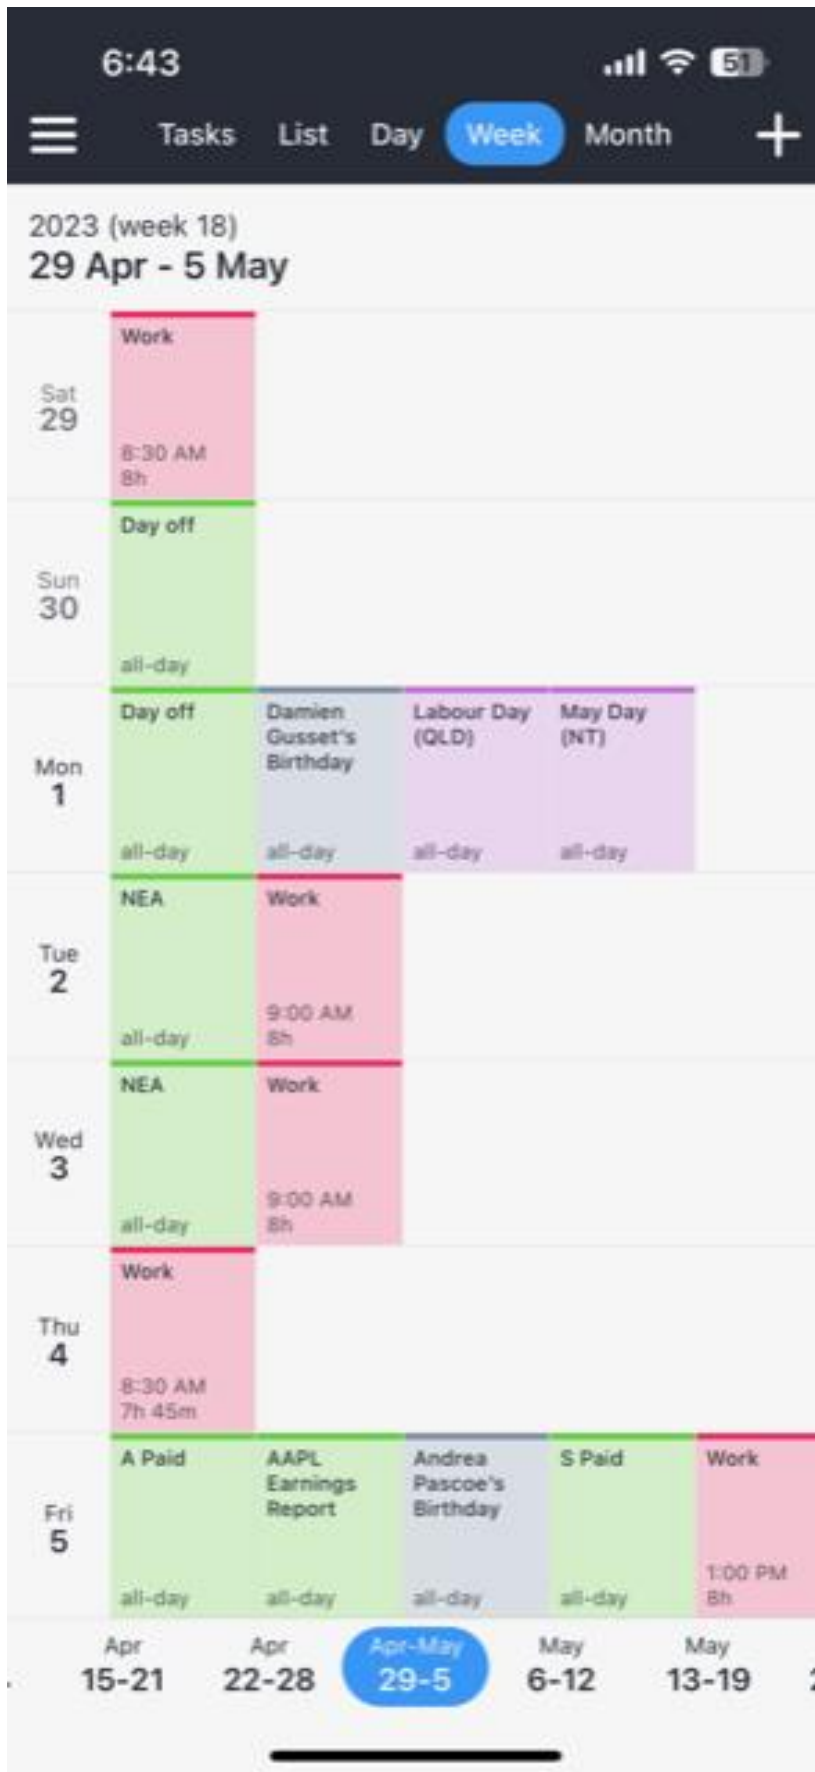 6:43
51
Tasks List Day Week Month
2023 (week 18)
29 Apr - 5 May
Sat
29
Work
8:30 AM
8h
Sun
30
Day off
all-day
Mon
1
Day off
all-day
Damien
Gusset's
Birthday
all-day
Labour Day
(QLD)
all-day
May Day
(NT)
all-day
Tue
2
NEA
all-day
Work
9:00 AM
8h
Wed
3
NEA
all-day
Work
9:00 AM
8h
Thu
4
Work
8:30 AM
7h 45m
Fri
5
A Paid
all-day
AAPL
Earnings
Report
all-day
Andrea
Pascoe's
Birthday
all-day
S Paid
all-day
Work
1:00 PM
8h
Apr
15-21
Apr
22-28
Apr-May
29-5
May
6-12
May
13-19